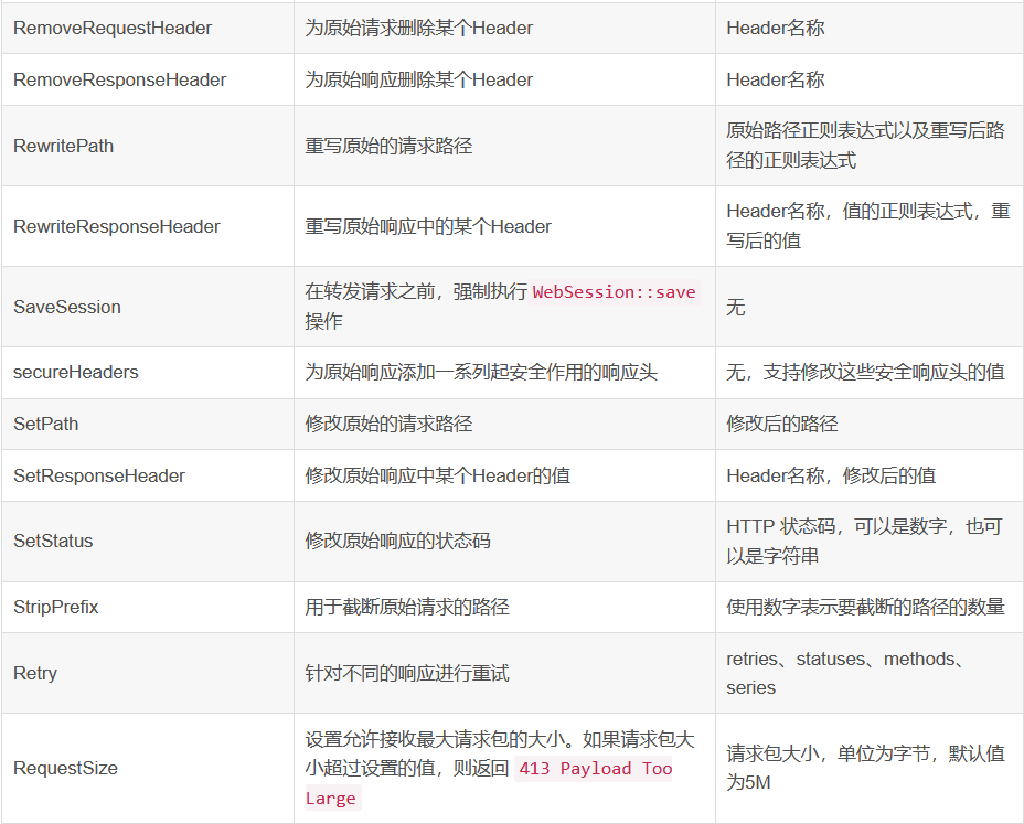 RemoveRequestHeader
为原始请求删除某个Header
Header名称
RemoveResponseHeader
为原始响应删除某个Header
Header名称
RewritePath
重写原始的请求路径
原始路径正则表达式以及重写后路
径的正则表达式
RewriteResponseHeader
重写原始响应中的某个Header
Header名称，值的正则表达式，重
写后的值
SaveSession
在转发请求之前，强制执行 WebSession::save
操作
无
secureHeaders
为原始响应添加一系列起安全作用的响应头
无，支持修改这些安全响应头的值
SetPath
修改原始的请求路径
修改后的路径
SetResponseHeader
修改原始响应中某个Header的值
Header名称，修改后的值
SetStatus
修改原始响应的状态码
HTTP 状态码，可以是数字，也可
以是字符串
StripPrefix
用于截断原始请求的路径
使用数字表示要截断的路径的数量
Retry
针对不同的响应进行重试
retries、statuses、methods、
series
RequestSize
设置允许接收最大请求包的大小。如果请求包大
小超过设置的值，则返回 413 Payload Too
Large
请求包大小，单位为字节，默认值
为5M